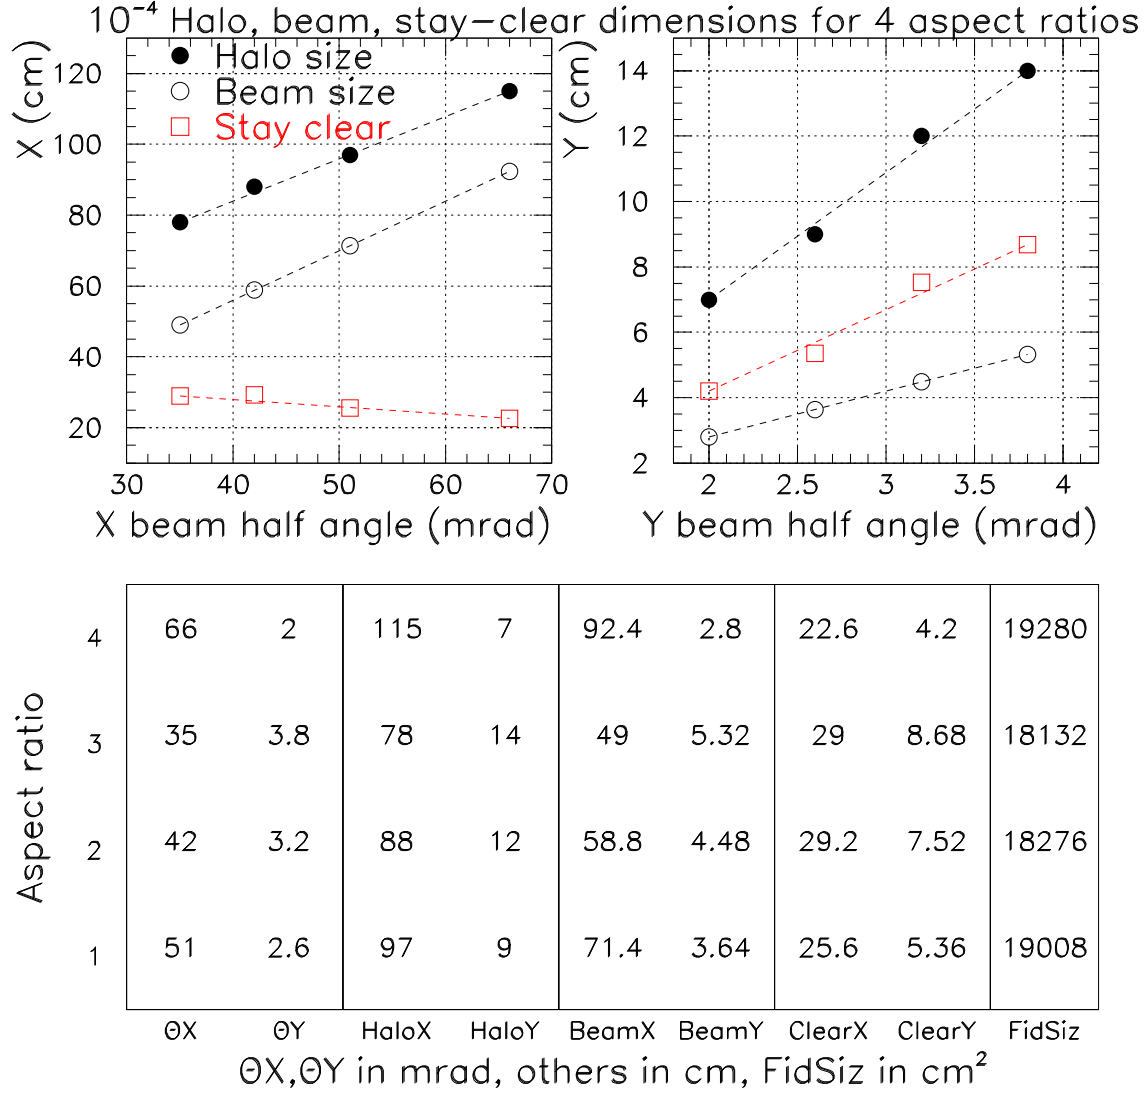 10⁻⁴ Halo, beam, stay-clear dimensions for 4 aspect ratios
X (cm)
120
100
80
60
40
20
Halo size
Beam size
Stay clear
30 40 50 60 70
X beam half angle (mrad)
Y (cm)
14
12
10
8
6
4
2
2 2.5 3 3.5 4
Y beam half angle (mrad)
Aspect ratio
4 66 2 115 7 92.4 2.8 22.6 4.2 19280
3 35 3.8 78 14 49 5.32 29 8.68 18132
2 42 3.2 88 12 58.8 4.48 29.2 7.52 18276
1 51 2.6 97 9 71.4 3.64 25.6 5.36 19008
ΘX ΘY HaloX HaloY BeamX BeamY ClearX ClearY FidSiz
ΘX,ΘY in mrad, others in cm, FidSiz in cm²